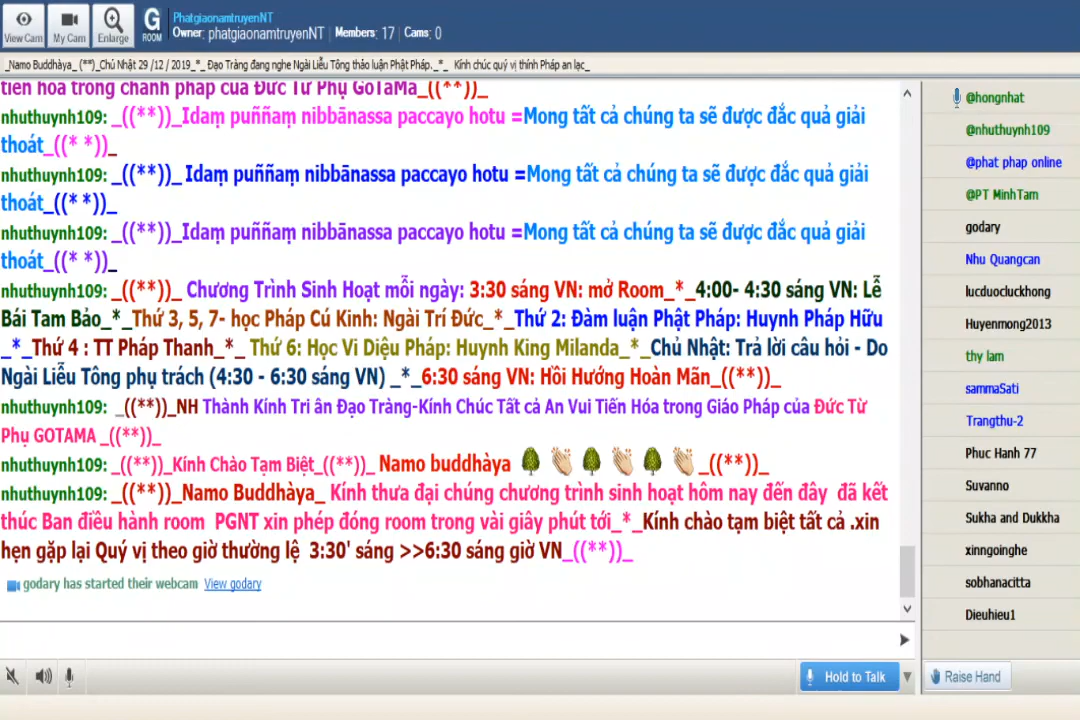 View Cam
My Cam
Enlarge
G
ROOM
PhatgiaonamtruyenNT
Owner: phatgiaonamtruyenNT | Members: 17 | Cams: 0
_Namo Buddhàya_ (**)_Chú Nhật 29 /12 / 2019_*_ Đạo Tràng đang nghe Ngài Liễu Tông thảo luận Phật Pháp._*_ Kính chúc quý vị thính Pháp an lạc_
tiến hóa trong chánh pháp của Đức Từ Phụ GoTaMa_((**))_
nhuthuynh109: _((**))_Idaṃ puññaṃ nibbānassa paccayo hotu =Mong tất cả chúng ta sẽ được đắc quả giải
thoát_((* *))_
nhuthuynh109: _((**))_ Idaṃ puññaṃ nibbānassa paccayo hotu =Mong tất cả chúng ta sẽ được đắc quả giải
thoát_((* *))_
nhuthuynh109: _((**))_Idaṃ puññaṃ nibbānassa paccayo hotu =Mong tất cả chúng ta sẽ được đắc quả giải
thoát_((* *))_
nhuthuynh109: _((**))_ Chương Trình Sinh Hoạt mỗi ngày: 3:30 sáng VN: mở Room_*_4:00- 4:30 sáng VN: Lễ
Bái Tam Bảo_*_Thứ 3, 5, 7- học Pháp Cú Kinh: Ngài Trí Đức_*_Thứ 2: Đàm luận Phật Pháp: Huynh Pháp Hữu
_*_Thứ 4 : TT Pháp Thanh_*_ Thứ 6: Học Vi Diệu Pháp: Huynh King Milanda_*_Chủ Nhật: Trả lời câu hỏi - Do
Ngài Liễu Tông phụ trách (4:30 - 6:30 sáng VN) _*_6:30 sáng VN: Hồi Hướng Hoàn Mãn_((**))_
nhuthuynh109: _((**))_NH Thành Kính Tri ân Đạo Tràng-Kính Chúc Tất cả An Vui Tiến Hóa trong Giáo Pháp của Đức Từ
Phụ GOTAMA _((**))_
nhuthuynh109: _((**))_Kính Chào Tạm Biệt_((**))_ Namo buddhàya 🌳 👏 🌳 👏 🌳 👏 _((**))_
nhuthuynh109: _((**))_Namo Buddhàya_ Kính thưa đại chúng chương trình sinh hoạt hôm nay đến đây đã kết
thúc Ban điều hành room PGNT xin phép đóng room trong vài giây phút tới_*_Kính chào tạm biệt tất cả .xin
hẹn gặp lại Quý vị theo giờ thường lệ 3:30' sáng >>6:30 sáng giờ VN_((**))_
godary has started their webcam View godary
@hongnhat
@nhuthuynh109
@phat phap online
@PT MinhTam
godary
Nhu Quangcan
lucduocluckhong
Huyenmong2013
thy lam
sammaSati
Trangthu-2
Phuc Hanh 77
Suvanno
Sukha and Dukkha
xinngoinghe
sobhanacitta
Dieuhieu1
Hold to Talk
Raise Hand